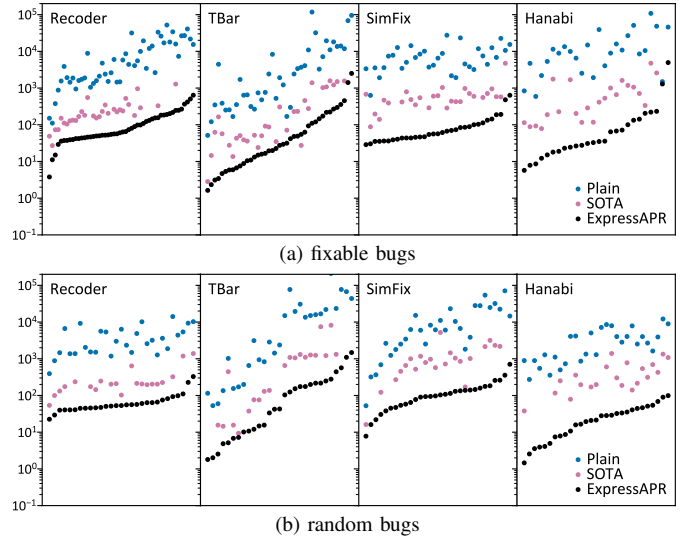 Recoder TBar SimFix Hanabi
10^5
10^4
10^3
10^2
10^1
10^0
10^-1
Plain
SOTA
ExpressAPR
(a) fixable bugs
Recoder TBar SimFix Hanabi
10^4
10^3
10^2
10^1
10^0
10^-1
Plain
SOTA
ExpressAPR
(b) random bugs